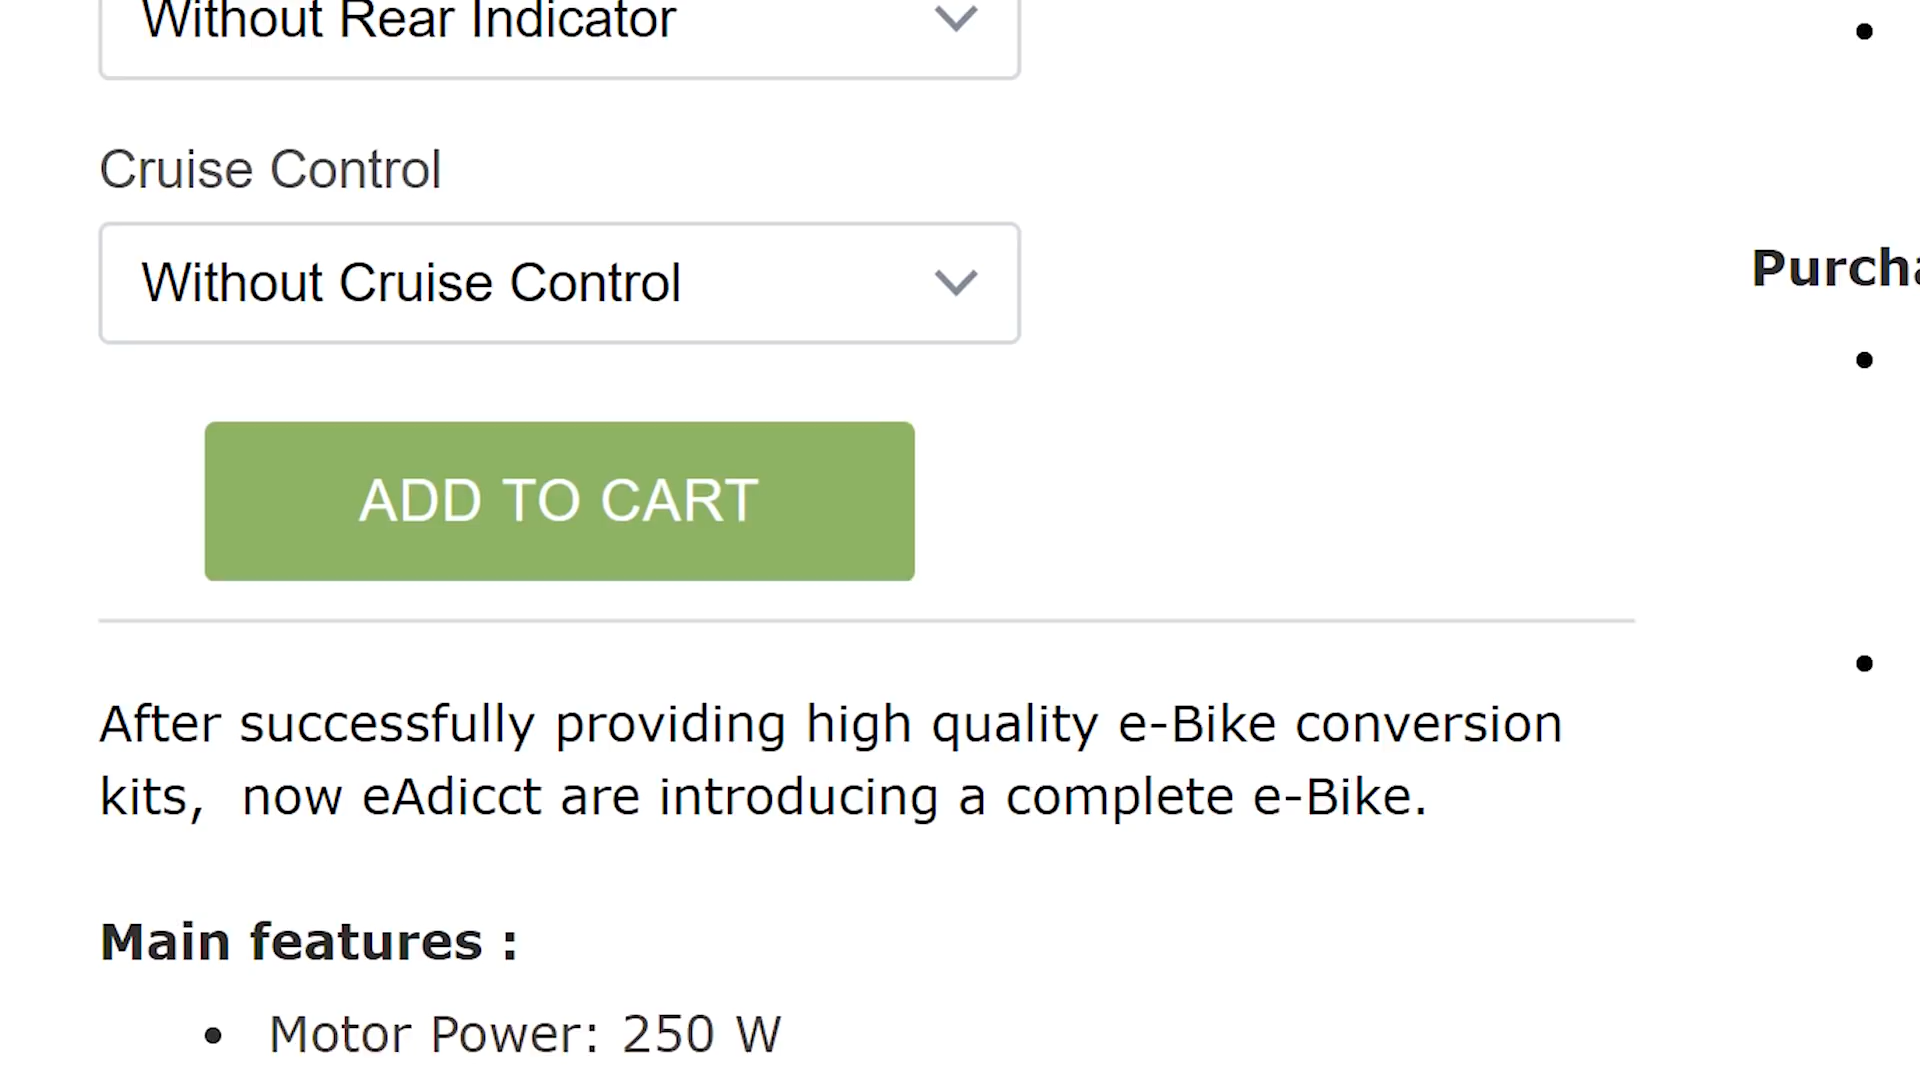 Without Rear Indicator
Cruise Control
Without Cruise Control
ADD TO CART
After successfully providing high quality e-Bike conversion
kits,  now eAdicct are introducing a complete e-Bike.
Main features :
• Motor Power: 250 W